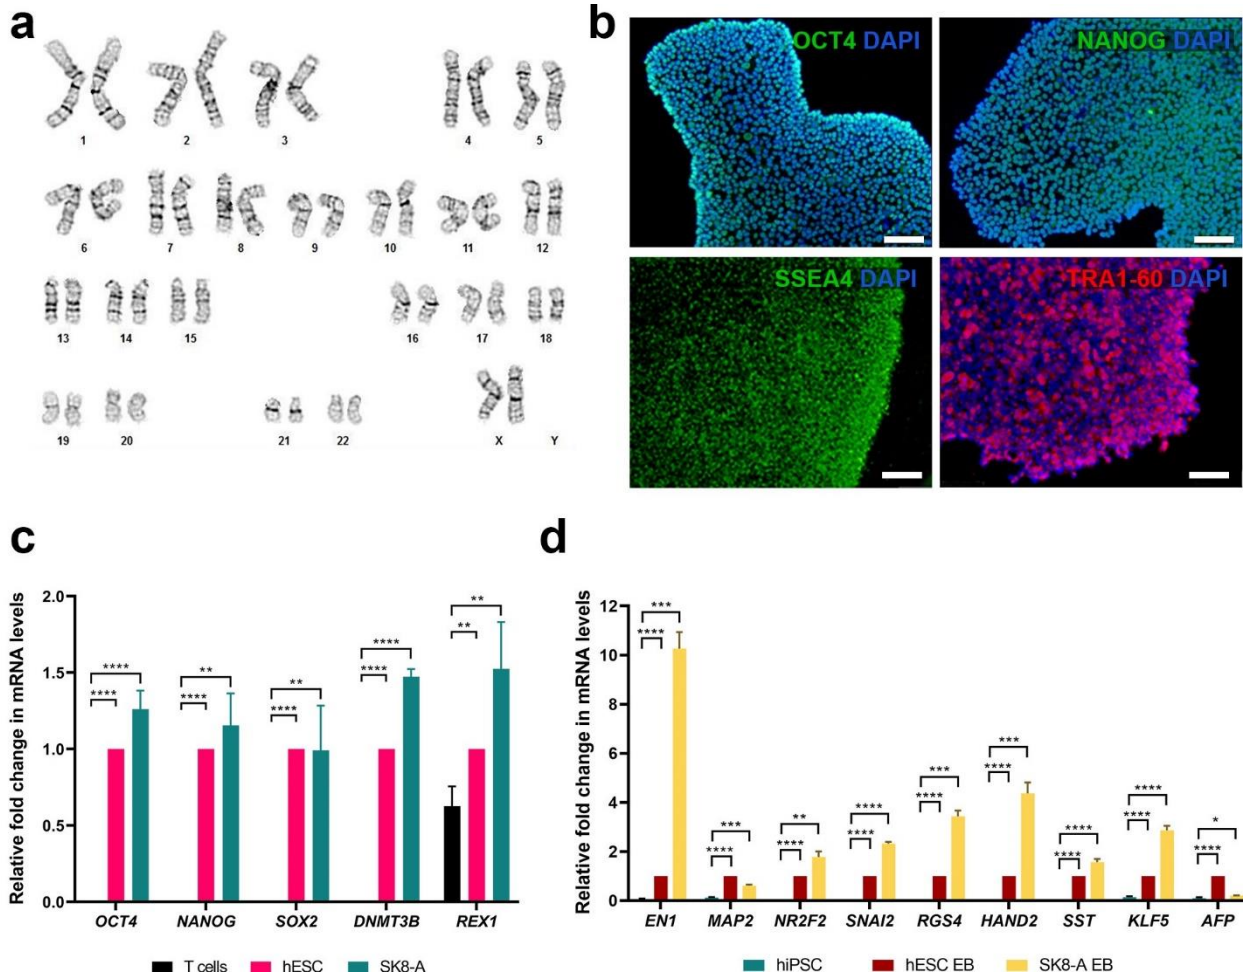 a
1 2 3 4 5
6 7 8 9 10 11 12
13 14 15 16 17 18
19 20 21 22 X Y
b
OCT4 DAPI
NANOG DAPI
SSEA4 DAPI
TRA1-60 DAPI
c
Relative fold change in mRNA levels
2.0
1.5
1.0
0.5
0.0
**** ****
**** **
**** **
**** ****
** **
OCT4 NANOG SOX2 DNMT3B REX1
T cells hESC SK8-A
d
Relative fold change in mRNA levels
12
10
8
6
4
2
0
**** ***
**** ***
**** **
**** ****
**** ***
**** ***
**** ****
**** ****
**** *
EN1 MAP2 NR2F2 SNAI2 RGS4 HAND2 SST KLF5 AFP
hiPSC hESC EB SK8-A EB